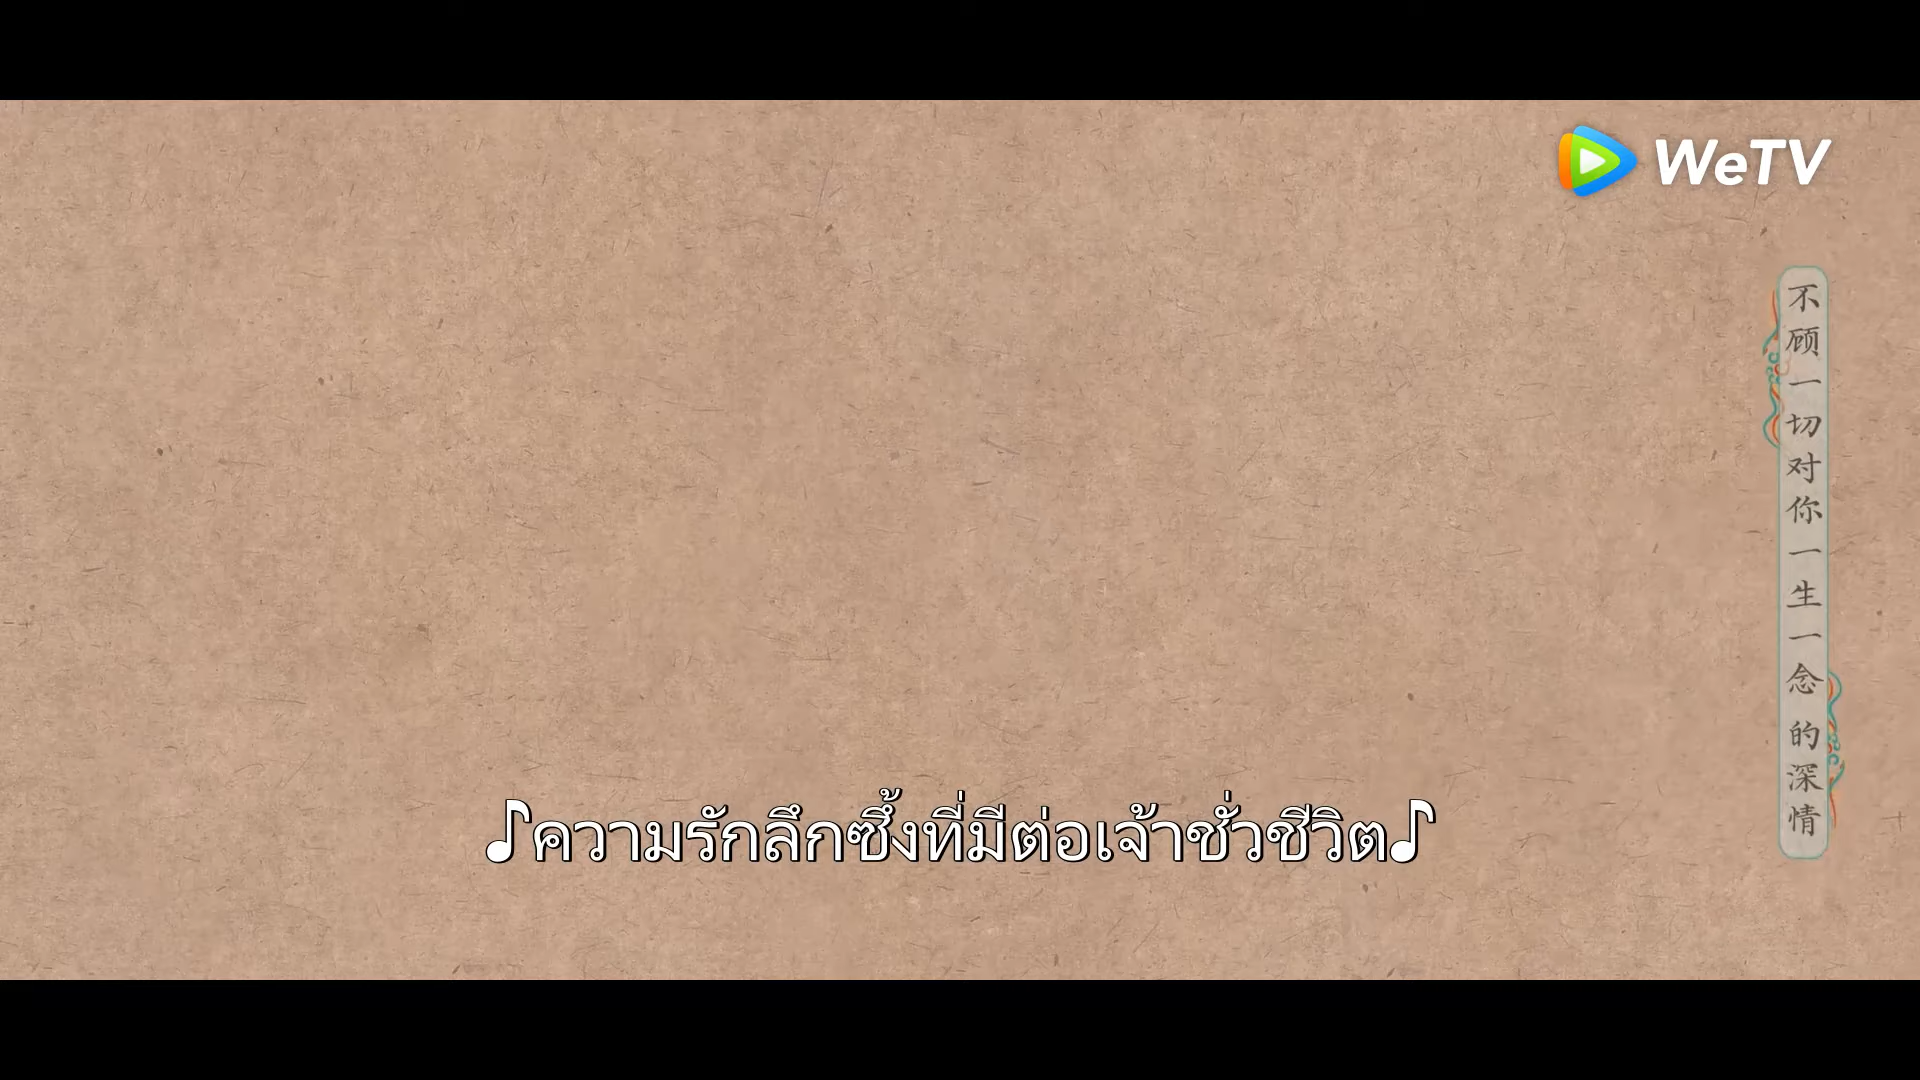 WeTV
不顾一切对你一生一念的深情
♪ความรักลึกซึ้งที่มีต่อเจ้าชั่วชีวิต♪